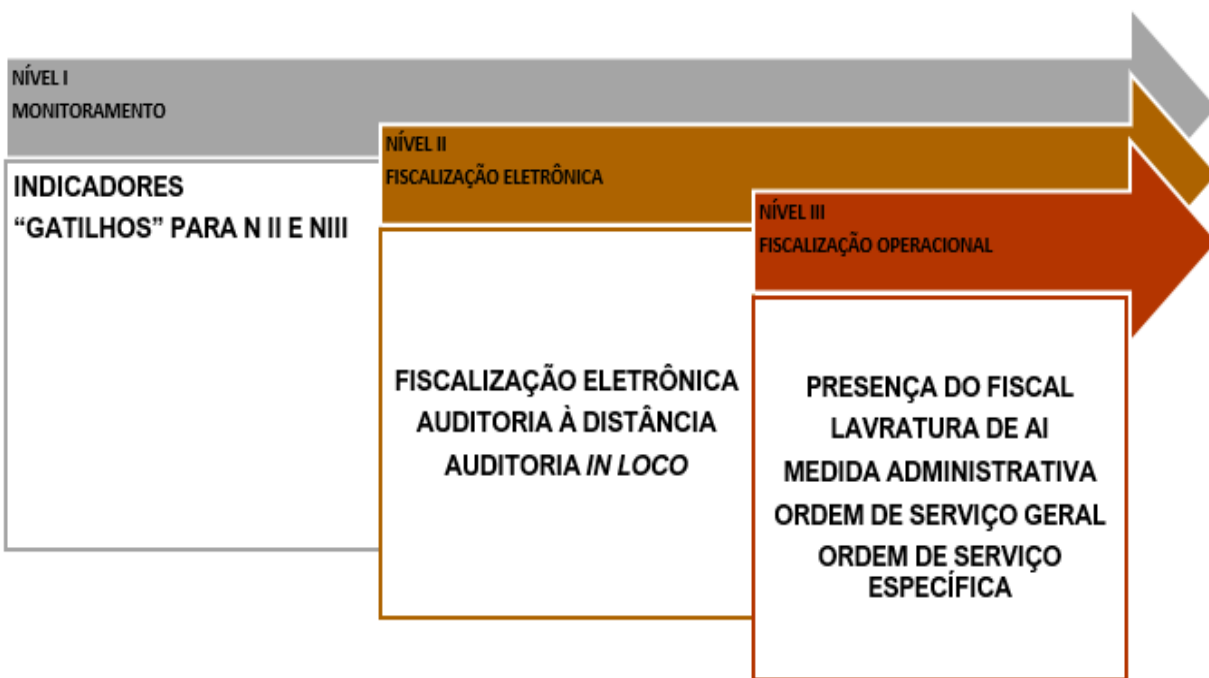 NÍVEL I
MONITORAMENTO
INDICADORES
“GATILHOS” PARA N II E NIII
NÍVEL II
FISCALIZAÇÃO ELETRÔNICA
FISCALIZAÇÃO ELETRÔNICA
AUDITORIA À DISTÂNCIA
AUDITORIA IN LOCO
NÍVEL III
FISCALIZAÇÃO OPERACIONAL
PRESENÇA DO FISCAL
LAVRATURA DE AI
MEDIDA ADMINISTRATIVA
ORDEM DE SERVIÇO GERAL
ORDEM DE SERVIÇO
ESPECÍFICA